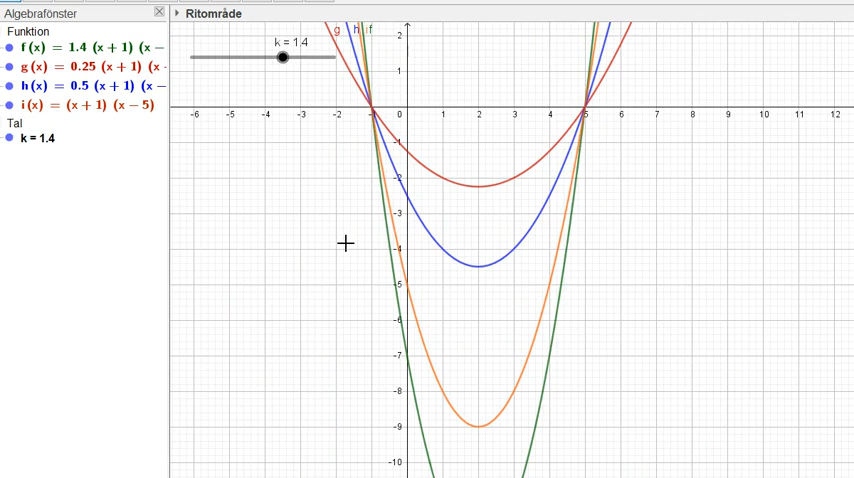 Algebrafönster
Ritområde
Funktion
f(x) = 1.4 (x + 1) (x −
g(x) = 0.25 (x + 1) (x -
h(x) = 0.5 (x + 1) (x −
i(x) = (x + 1) (x − 5)
Tal
k = 1.4
k = 1.4
g h f
2
1
-6 -5 -4 -3 -2 -1 0 1 2 3 4 5 6 7 8 9 10 11 12
-1
-2
-3
-4
-5
-6
-7
-8
-9
-10